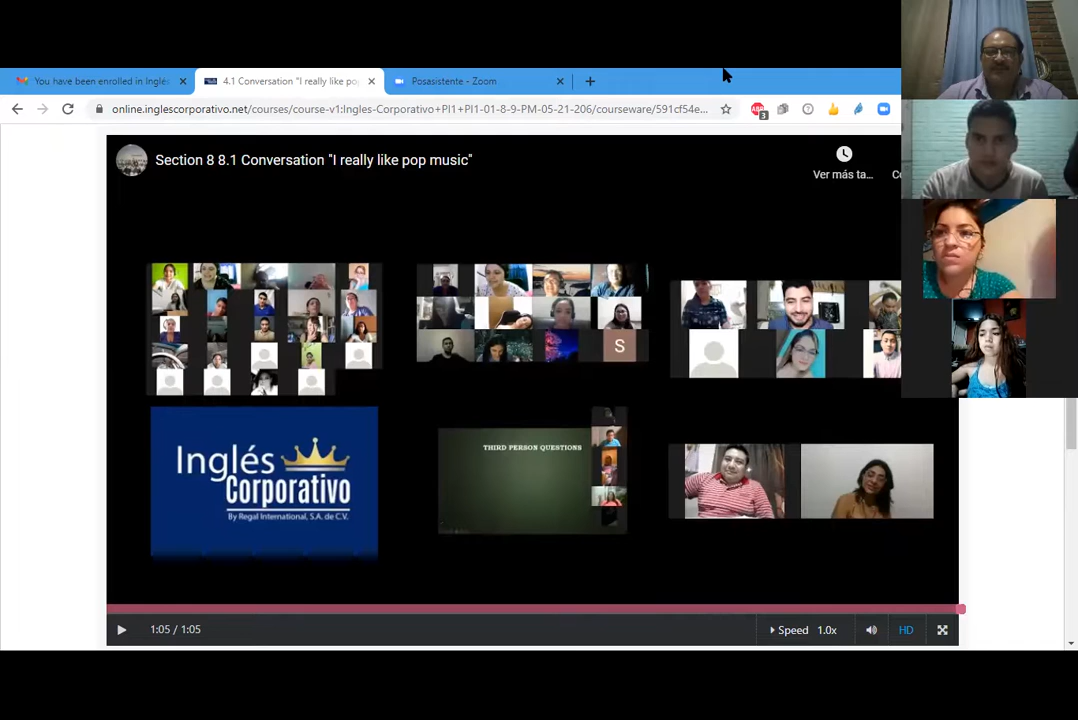 You have been enrolled in Inglés
4.1 Conversation "I really like po
Posasistente - Zoom
online.inglescorporativo.net/courses/course-v1:Ingles-Corporativo+PI1+PI1-01-8-9-PM-05-21-206/courseware/591cf54e...
3
Section 8 8.1 Conversation "I really like pop music"
Ver más ta...
S
Inglés
Corporativo
By Regal International, S.A. de C.V.
THIRD PERSON QUESTIONS
1:05 / 1:05
Speed 1.0x
HD